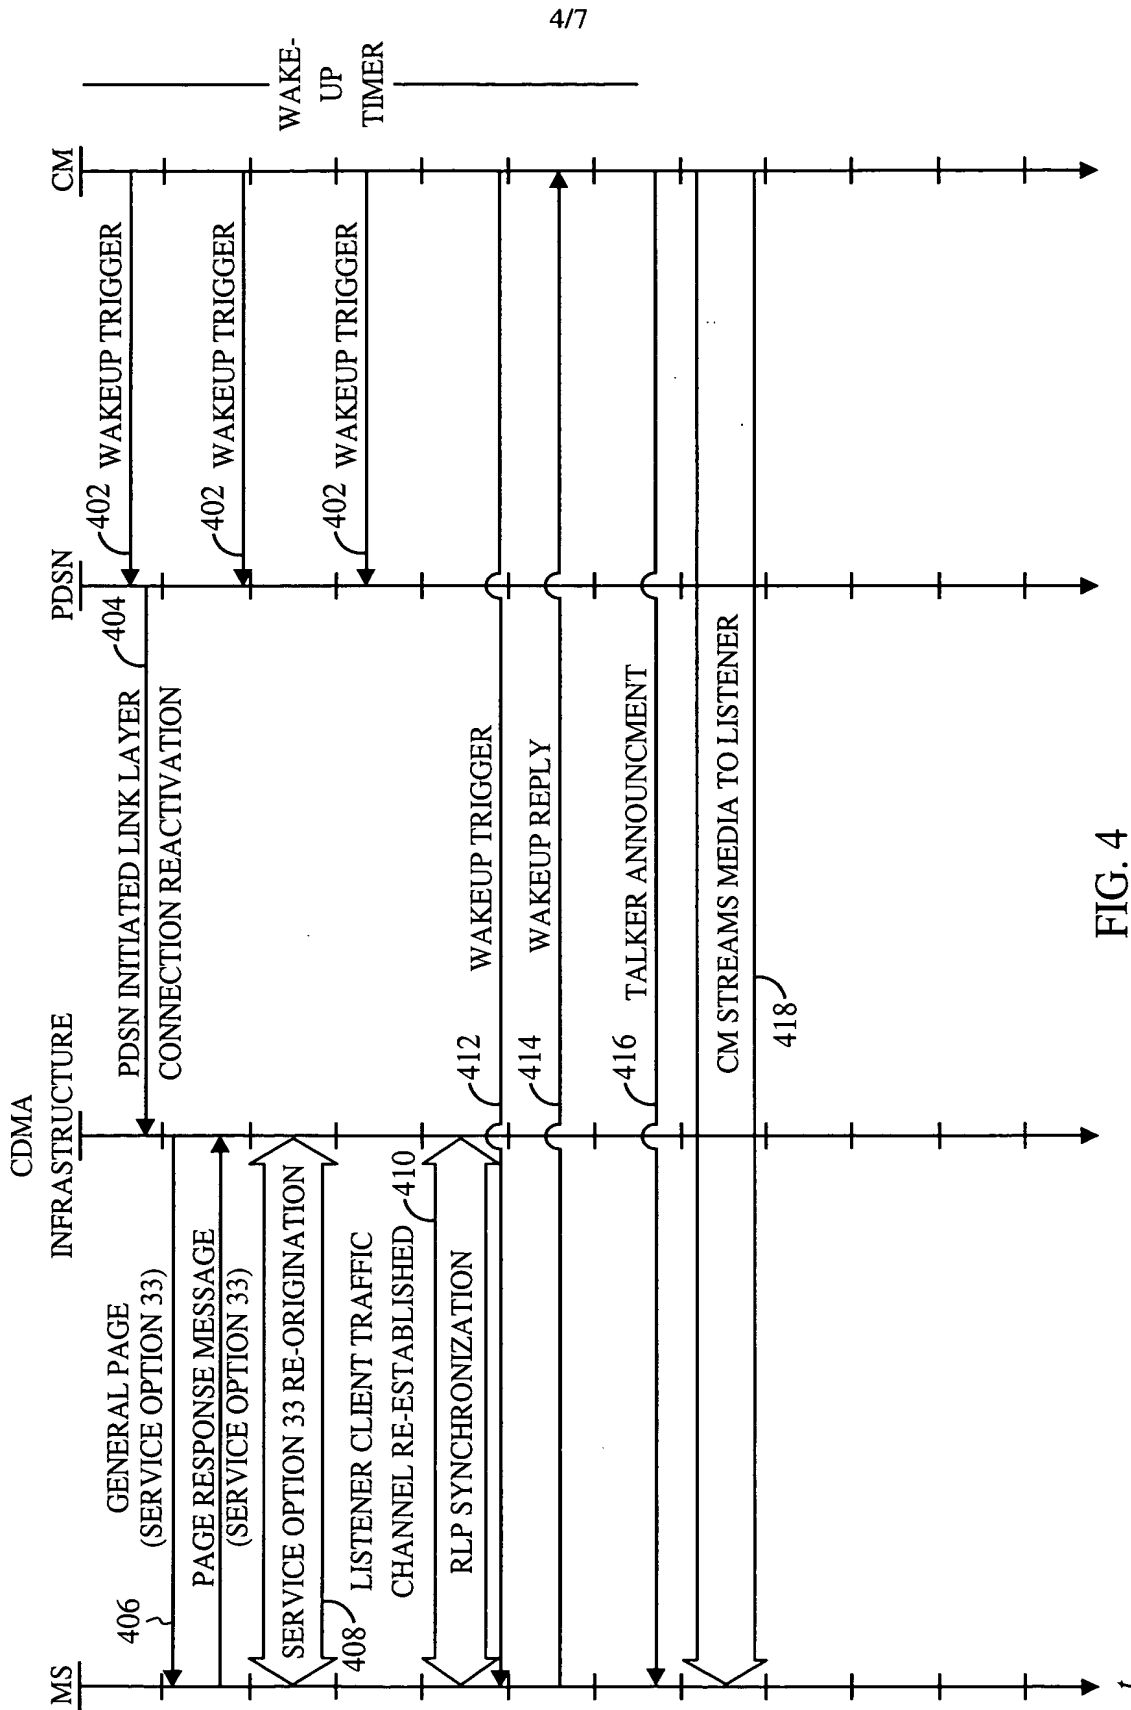 4/7
MS
CDMA
INFRASTRUCTURE
PDSN
CM
402
WAKEUP TRIGGER
404
PDSN INITIATED LINK LAYER
CONNECTION REACTIVATION
406
GENERAL PAGE
(SERVICE OPTION 33)
PAGE RESPONSE MESSAGE
(SERVICE OPTION 33)
402
WAKEUP TRIGGER
SERVICE OPTION 33 RE-ORIGINATION
408
402
WAKEUP TRIGGER
WAKE-
UP
TIMER
LISTENER CLIENT TRAFFIC
CHANNEL RE-ESTABLISHED
410
RLP SYNCHRONIZATION
412
WAKEUP TRIGGER
414
WAKEUP REPLY
416
TALKER ANNOUNCMENT
CM STREAMS MEDIA TO LISTENER
418
t
FIG. 4